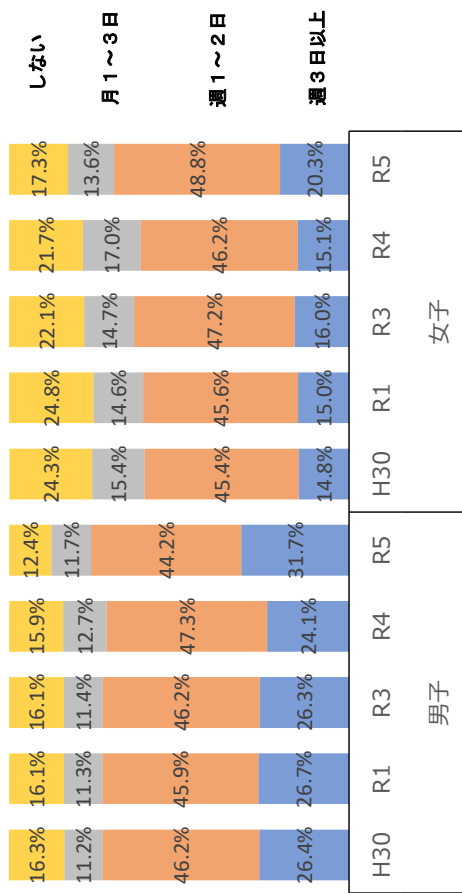 しない
月１～３日
週１～２日
週３日以上
16.3% 16.1% 16.1% 15.9% 12.4% 24.3% 24.8% 22.1% 21.7% 17.3%
11.2% 11.3% 11.4% 12.7% 11.7% 15.4% 14.6% 14.7% 17.0% 13.6%
46.2% 45.9% 46.2% 47.3% 44.2% 45.4% 45.6% 47.2% 46.2% 48.8%
26.4% 26.7% 26.3% 24.1% 31.7% 14.8% 15.0% 16.0% 15.1% 20.3%
H30 R1 R3 R4 R5 H30 R1 R3 R4 R5
男子 女子